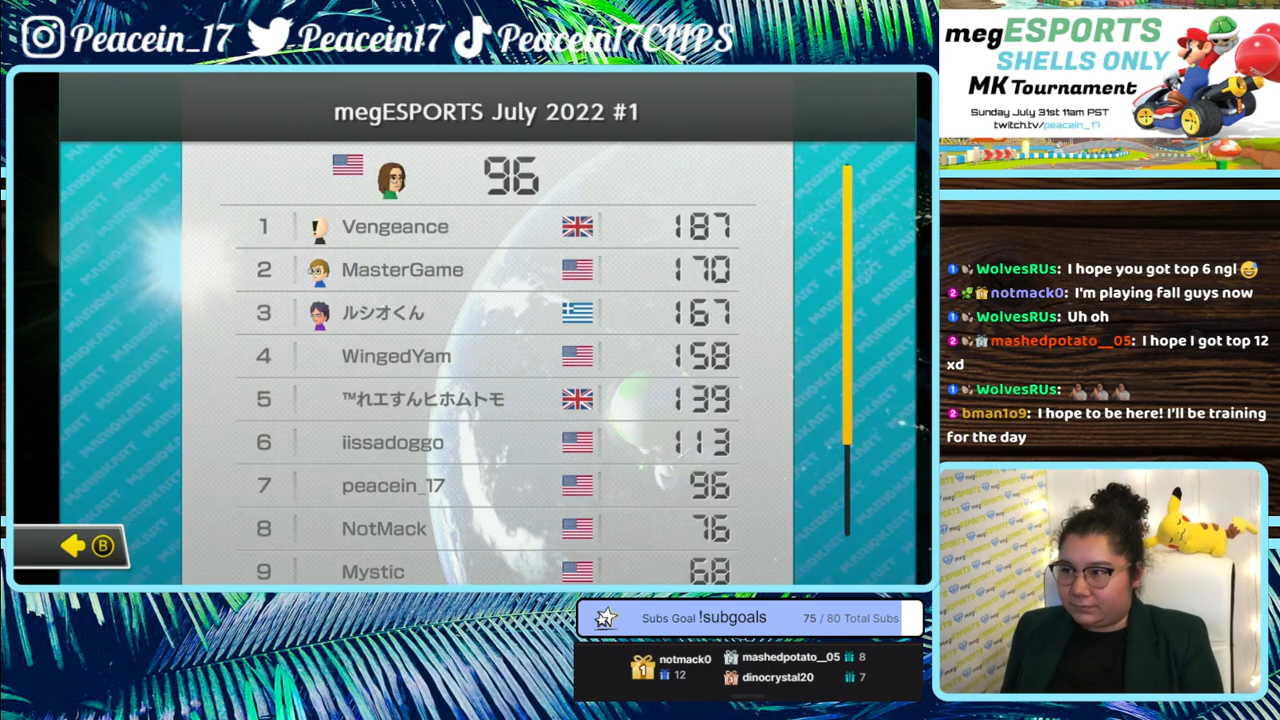 Peacein_17 Peacein17 Peacein17ClIPS
megESPORTS
SHELLS ONLY
MK Tournament
Sunday July 31st 11am PST
twitch.tv/peacein_17
megESPORTS July 2022 #1
96
1 Vengeance 187
2 MasterGame 170
3 ルシオくん 167
4 WingedYam 158
5 ™れエすんヒホムトモ 139
6 iissadoggo 113
7 peacein_17 96
8 NotMack 76
9 Mystic 68
B
WolvesRUs: I hope you got top 6 ngl
notmack0: I'm playing fall guys now
WolvesRUs: Uh oh
mashedpotato__05: I hope I got top 12
xd
WolvesRUs:
bman1o9: I hope to be here! I'll be training
for the day
Subs Goal !subgoals 75 / 80 Total Subs
1 notmack0 12
2 mashedpotato__05 8
3 dinocrystal20 7